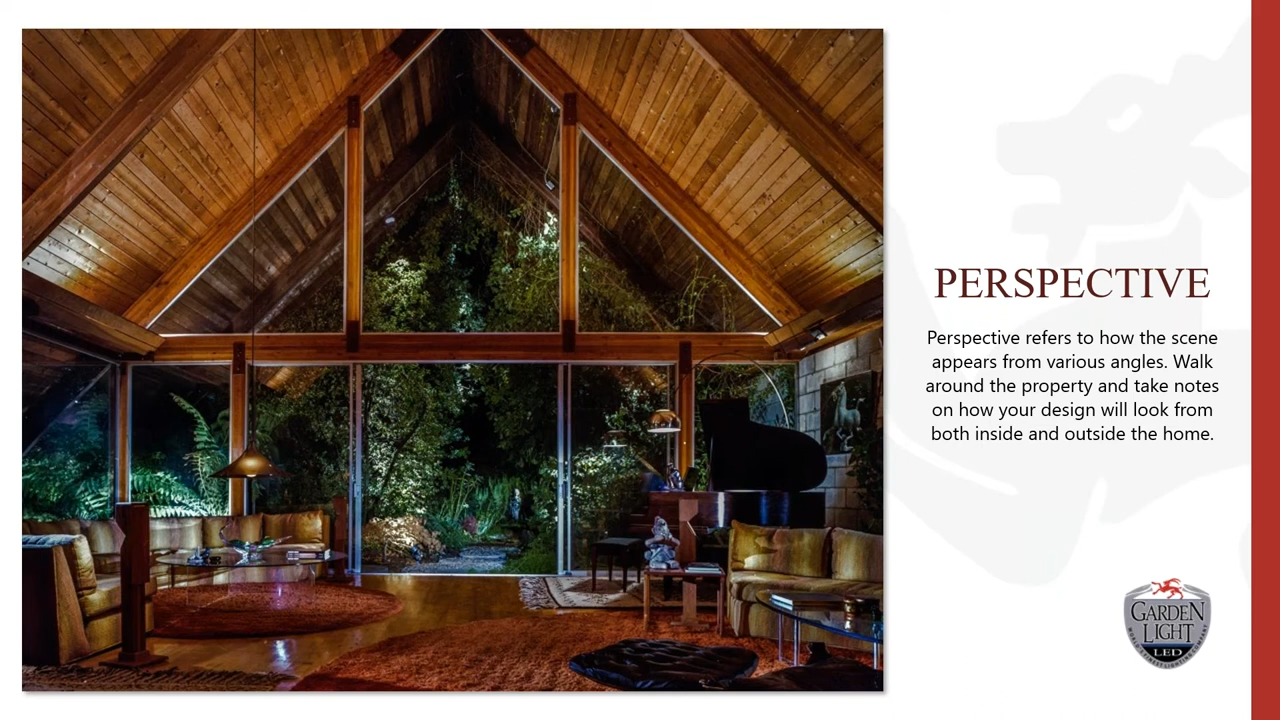 PERSPECTIVE
Perspective refers to how the scene
appears from various angles. Walk
around the property and take notes
on how your design will look from
both inside and outside the home.
GARDEN
LIGHT
LED